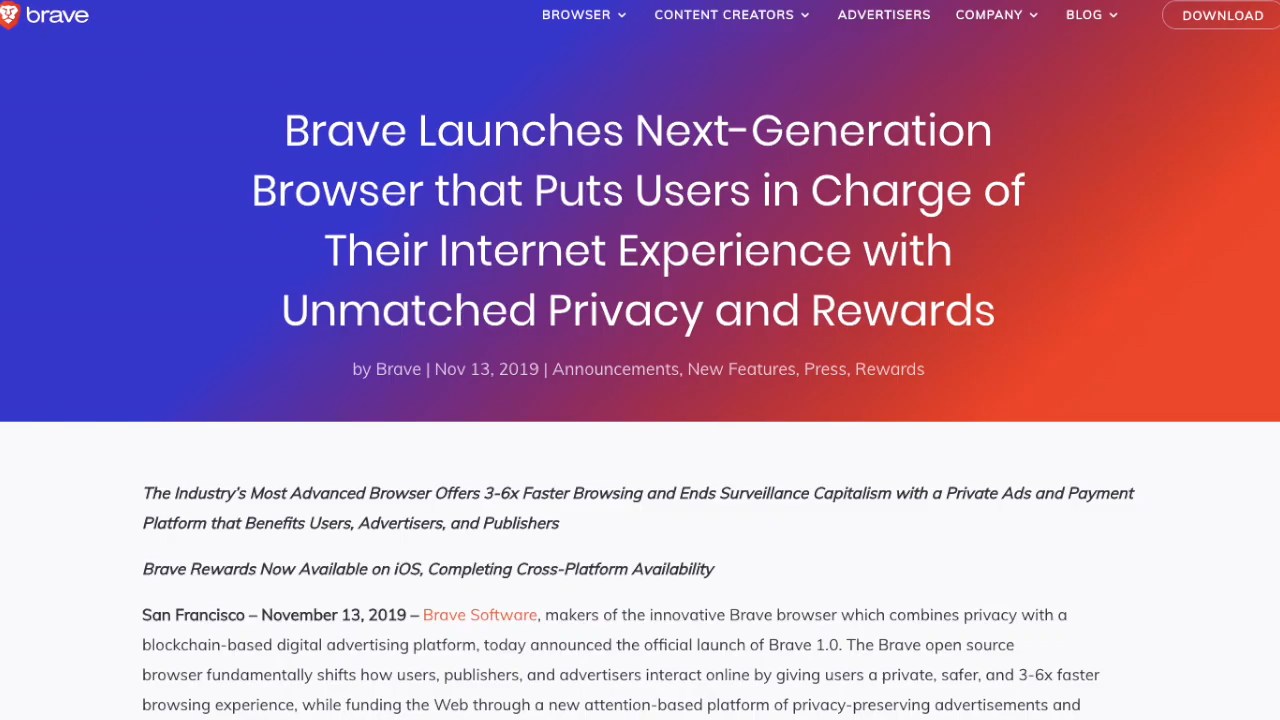 brave
BROWSER CONTENT CREATORS ADVERTISERS COMPANY BLOG DOWNLOAD
Brave Launches Next-Generation
Browser that Puts Users in Charge of
Their Internet Experience with
Unmatched Privacy and Rewards
by Brave | Nov 13, 2019 | Announcements, New Features, Press, Rewards
The Industry's Most Advanced Browser Offers 3-6x Faster Browsing and Ends Surveillance Capitalism with a Private Ads and Payment
Platform that Benefits Users, Advertisers, and Publishers
Brave Rewards Now Available on iOS, Completing Cross-Platform Availability
San Francisco – November 13, 2019 – Brave Software, makers of the innovative Brave browser which combines privacy with a
blockchain-based digital advertising platform, today announced the official launch of Brave 1.0. The Brave open source
browser fundamentally shifts how users, publishers, and advertisers interact online by giving users a private, safer, and 3-6x faster
browsing experience, while funding the Web through a new attention-based platform of privacy-preserving advertisements and